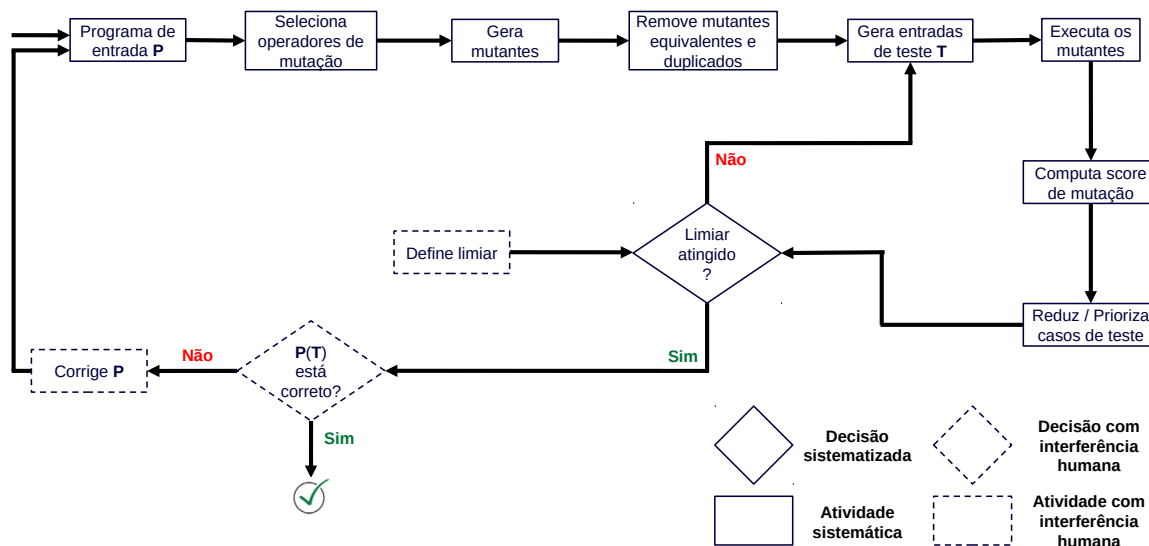 Programa de
entrada P
Seleciona
operadores de
mutação
Gera
mutantes
Remove mutantes
equivalentes e
duplicados
Gera entradas
de teste T
Executa os
mutantes
Computa score
de mutação
Reduz / Prioriza
casos de teste
Não
Define limiar
Limiar
atingido
?
Sim
P(T)
está
correto?
Não
Corrige P
Sim
Decisão
sistematizada
Decisão com
interferência
humana
Atividade
sistemática
Atividade com
interferência
humana